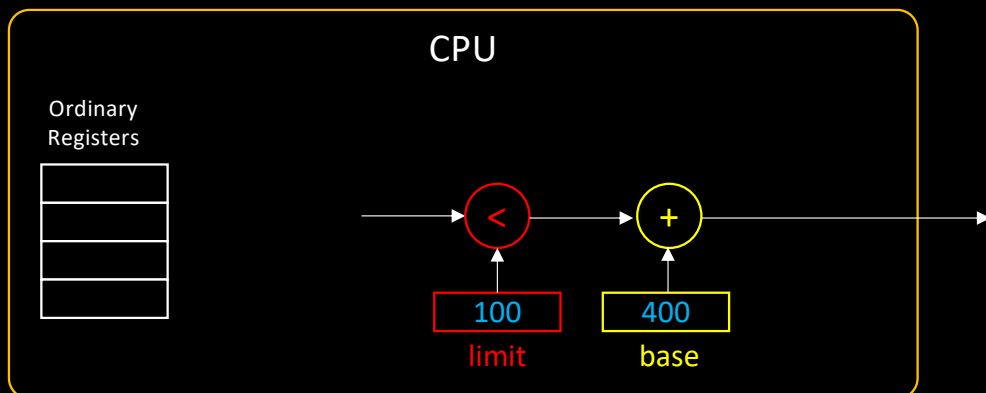 CPU
Ordinary
Registers
<
+
100
400
limit
base